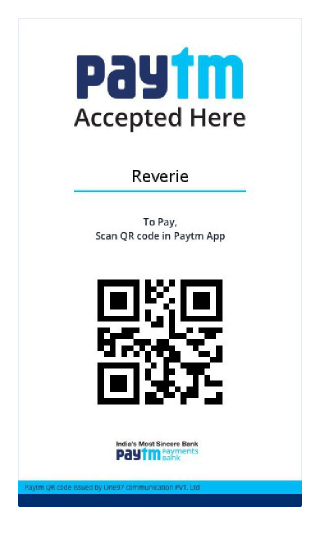 paytm
Accepted Here
Reverie
To Pay,
Scan QR code in Paytm App
India's Most Sincere Bank
paytm payments
bank
Paytm QR code issued by One97 communication PVT. Ltd